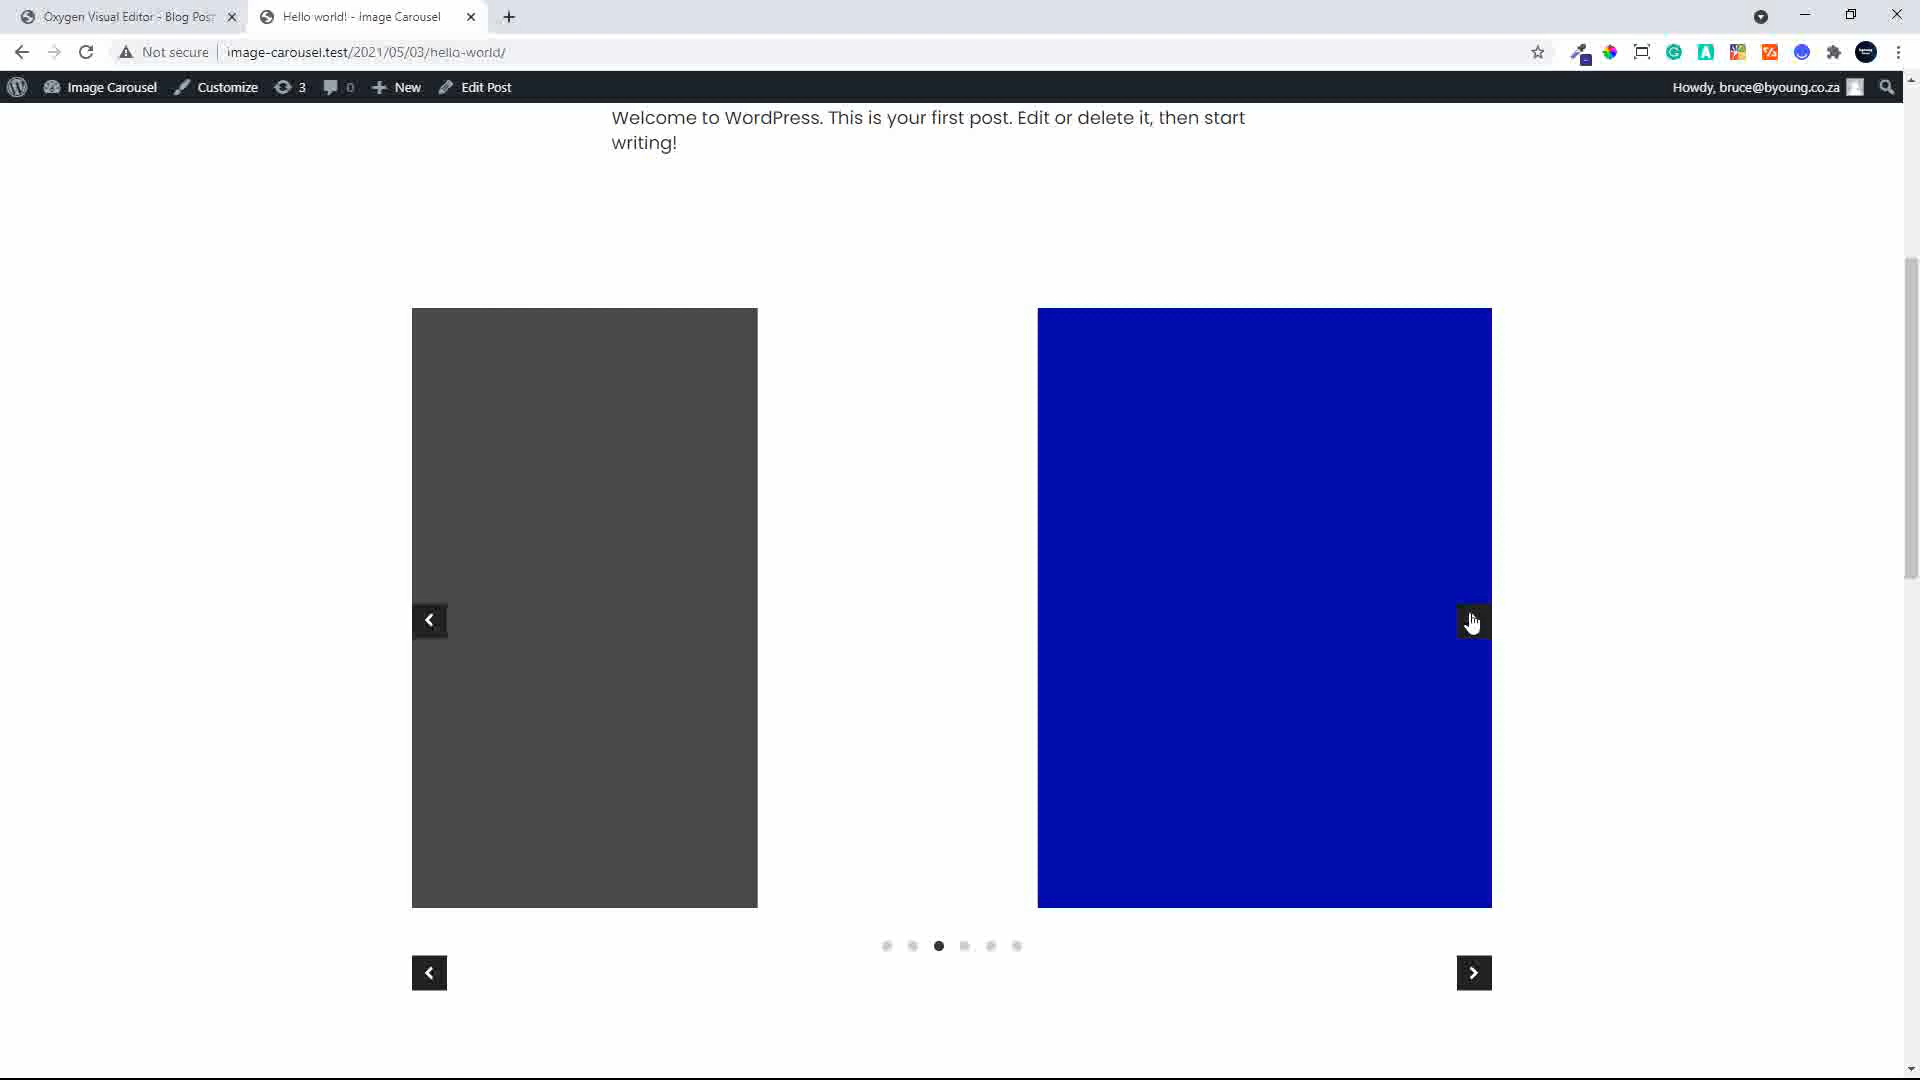 Oxygen Visual Editor - Blog Post
Hello world! - Image Carousel
Not secure
image-carousel.test/2021/05/03/hello-world/
Image Carousel
Customize
3
0
New
Edit Post
Howdy, bruce@byoung.co.za
Welcome to WordPress. This is your first post. Edit or delete it, then start
writing!